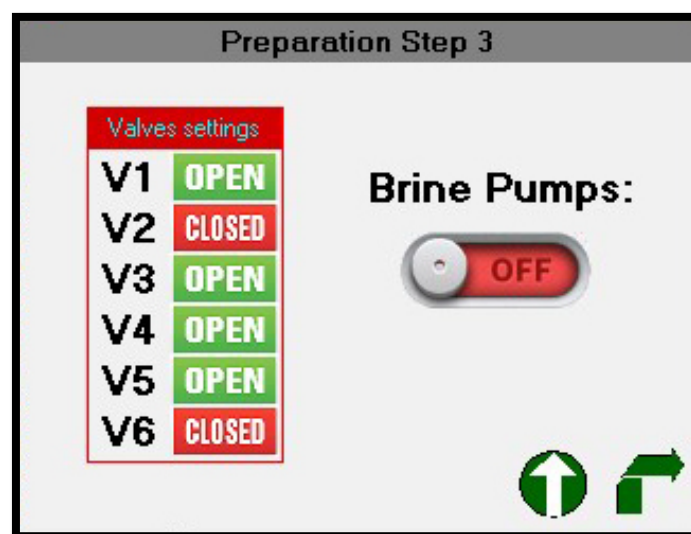 Preparation Step 3
Valves settings
V1 OPEN
V2 CLOSED
V3 OPEN
V4 OPEN
V5 OPEN
V6 CLOSED
Brine Pumps:
OFF